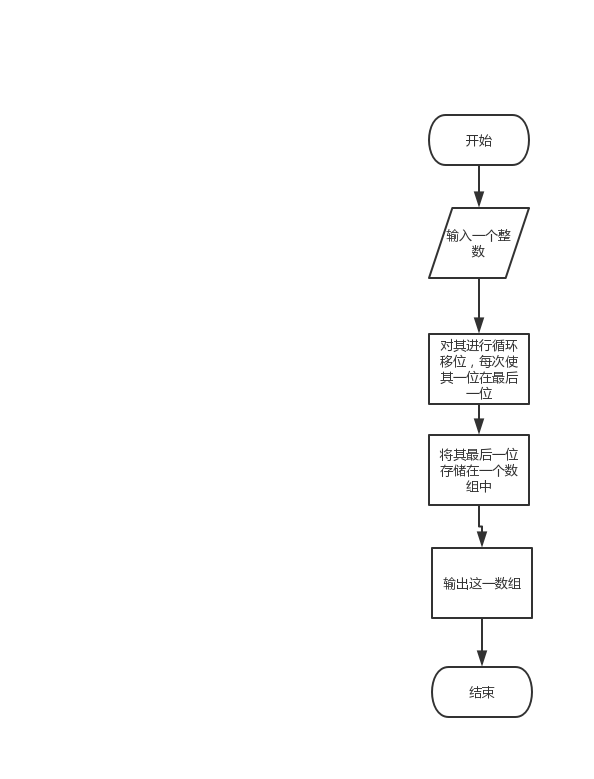 开始
输入一个整
数
对其进行循环
移位，每次使
其一位在最后
一位
将其最后一位
存储在一个数
组中
输出这一数组
结束